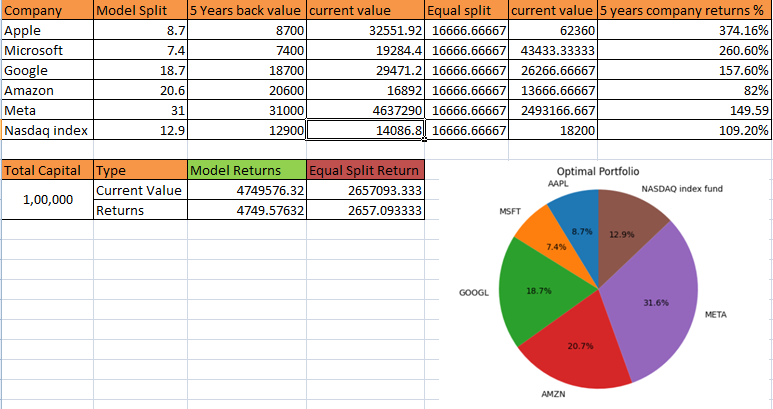 Company Model Split 5 Years back value current value Equal split current value 5 years company returns %
Apple 8.7 8700 32551.92 16666.66667 62360 374.16%
Microsoft 7.4 7400 19284.4 16666.66667 43433.33333 260.60%
Google 18.7 18700 29471.2 16666.66667 26266.66667 157.60%
Amazon 20.6 20600 16892 16666.66667 13666.66667 82%
Meta 31 31000 4637290 16666.66667 2493166.667 149.59
Nasdaq index 12.9 12900 14086.8 16666.66667 18200 109.20%
Total Capital Type Model Returns Equal Split Return
1,00,000
Current Value 4749576.32 2657093.333
Returns 4749.57632 2657.093333
Optimal Portfolio
AAPL
NASDAQ index fund
MSFT
8.7%
12.9%
7.4%
GOOGL
18.7%
31.6%
META
20.7%
AMZN